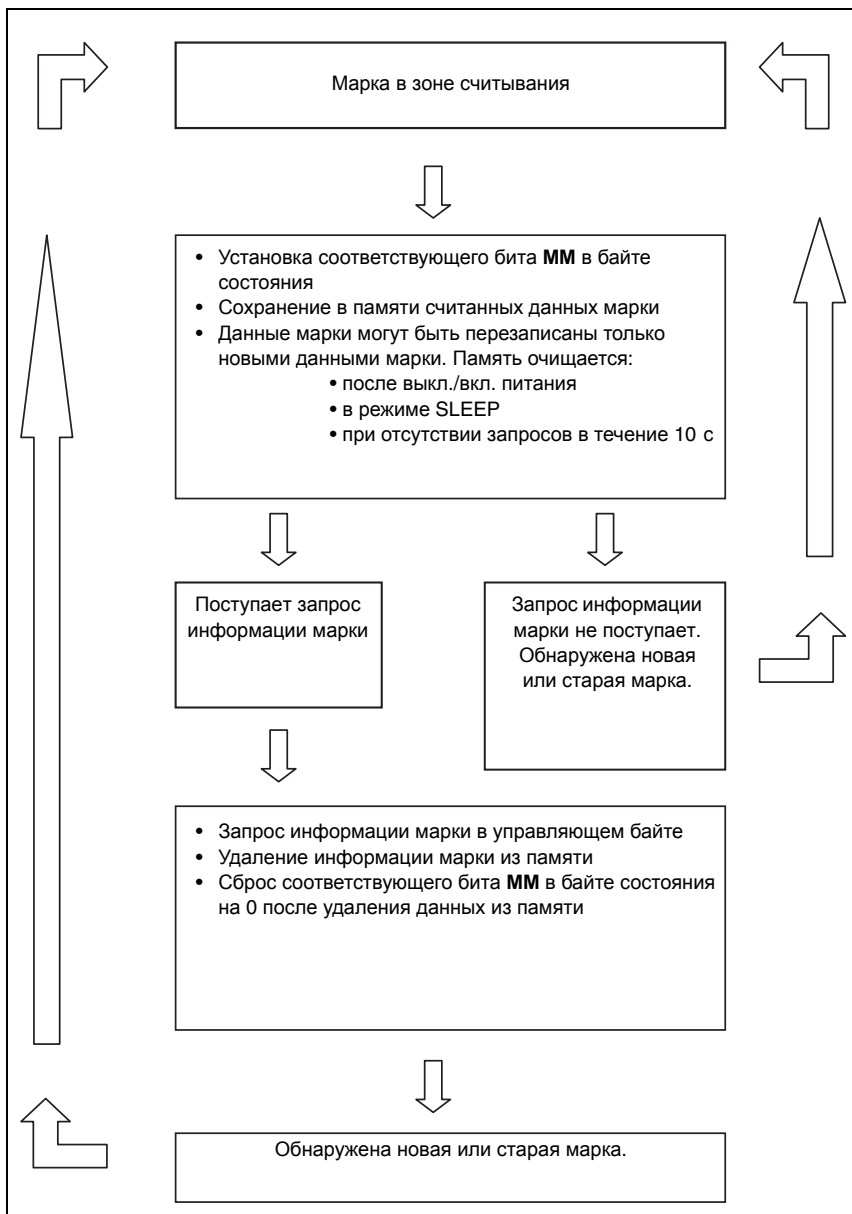 Марка в зоне считывания
• Установка соответствующего бита ММ в байте
состояния
• Сохранение в памяти считанных данных марки
• Данные марки могут быть перезаписаны только
новыми данными марки. Память очищается:
• после выкл./вкл. питания
• в режиме SLEEP
• при отсутствии запросов в течение 10 с
Поступает запрос
информации марки
Запрос информации
марки не поступает.
Обнаружена новая
или старая марка.
• Запрос информации марки в управляющем байте
• Удаление информации марки из памяти
• Сброс соответствующего бита ММ в байте состояния
на 0 после удаления данных из памяти
Обнаружена новая или старая марка.